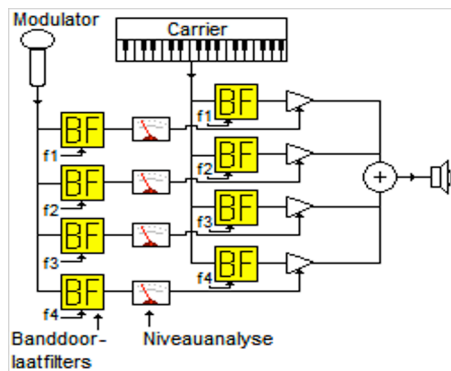 Modulator
Carrier
BF
f1
BF
f1
BF
f2
BF
f2
BF
f3
BF
f3
BF
f4
BF
f4
+
Banddoor-
laatfilters
Niveauanalyse